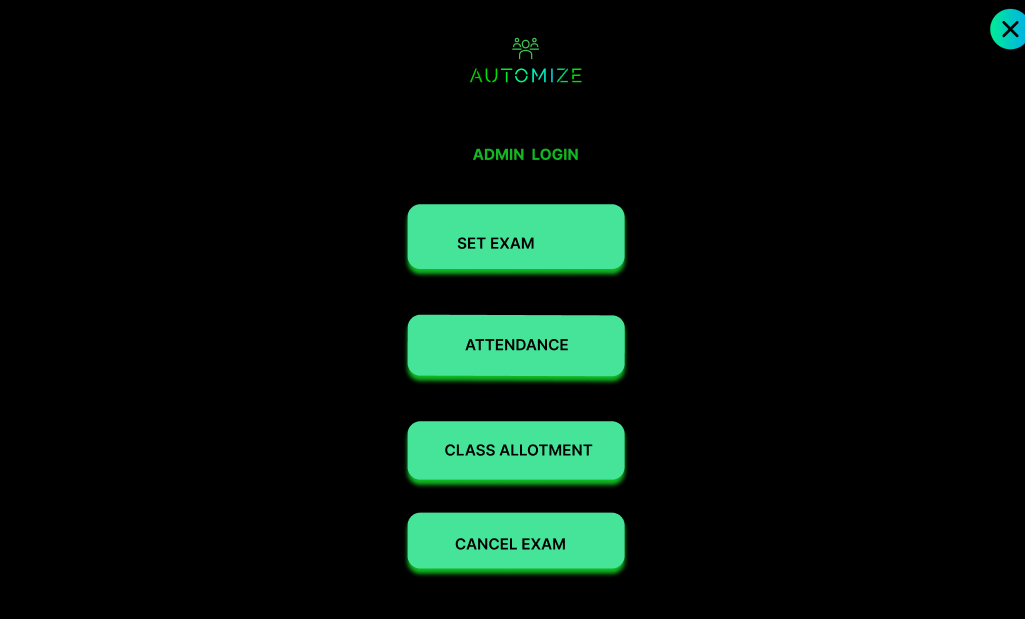 AUTOMIZE
ADMIN LOGIN
SET EXAM
ATTENDANCE
CLASS ALLOTMENT
CANCEL EXAM